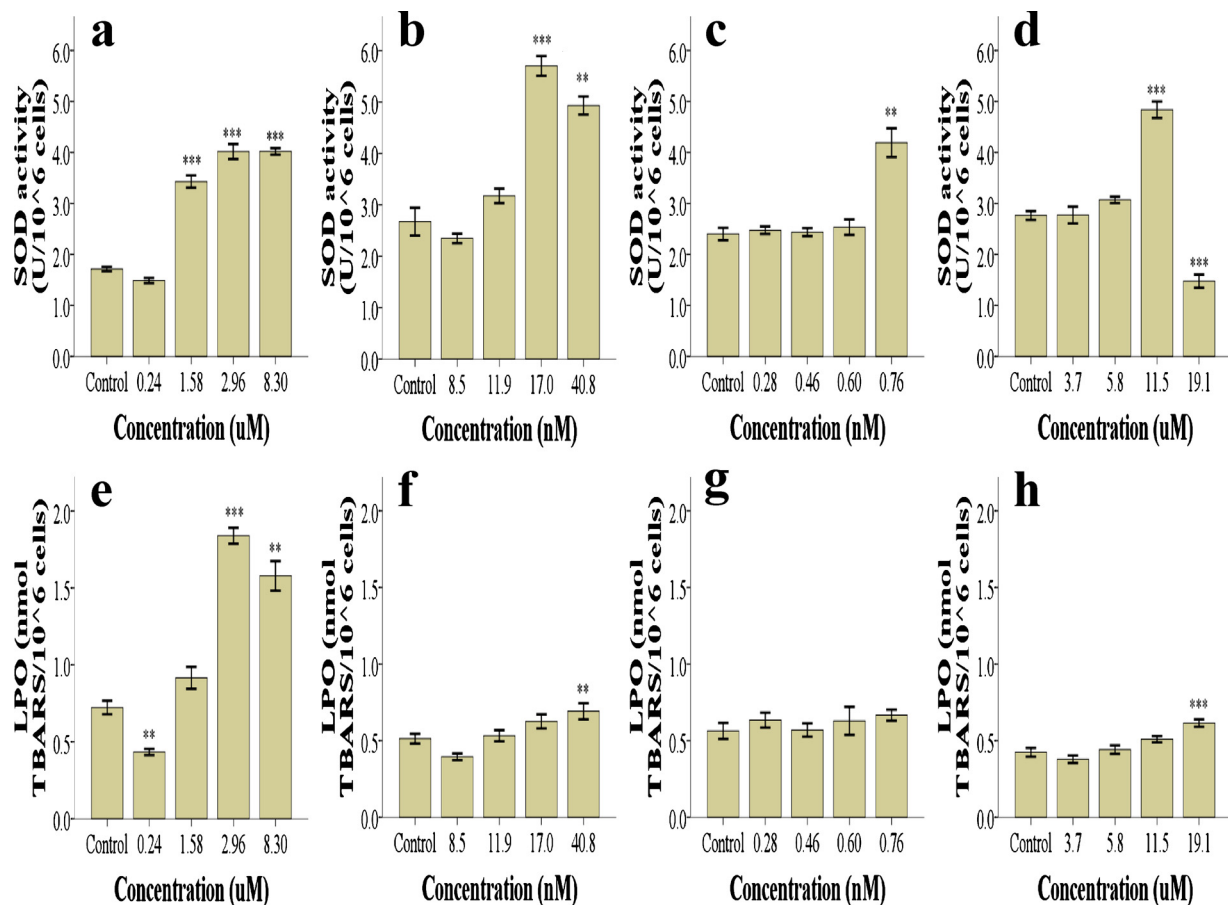 a
SOD activity
(U/10^6 cells)
6.0
5.0
4.0
3.0
2.0
1.0
0.0
***
***
***
Control 0.24 1.58 2.96 8.30
Concentration (uM)
b
SOD activity
(U/10^6 cells)
6.0
5.0
4.0
3.0
2.0
1.0
0.0
***
**
Control 8.5 11.9 17.0 40.8
Concentration (nM)
c
SOD activity
(U/10^6 cells)
6.0
5.0
4.0
3.0
2.0
1.0
0.0
**
Control 0.28 0.46 0.60 0.76
Concentration (nM)
d
SOD activity
(U/10^6 cells)
6.0
5.0
4.0
3.0
2.0
1.0
0.0
***
***
Control 3.7 5.8 11.5 19.1
Concentration (uM)
e
LPO (nmol
TBARS/10^6 cells)
2.0
1.5
1.0
0.5
0.0
**
***
**
Control 0.24 1.58 2.96 8.30
Concentration (uM)
f
LPO (nmol
TBARS/10^6 cells)
2.0
1.5
1.0
0.5
0.0
**
Control 8.5 11.9 17.0 40.8
Concentration (nM)
g
LPO (nmol
TBARS/10^6 cells)
2.0
1.5
1.0
0.5
0.0
Control 0.28 0.46 0.60 0.76
Concentration (nM)
h
LPO (nmol
TBARS/10^6 cells)
2.0
1.5
1.0
0.5
0.0
***
Control 3.7 5.8 11.5 19.1
Concentration (uM)